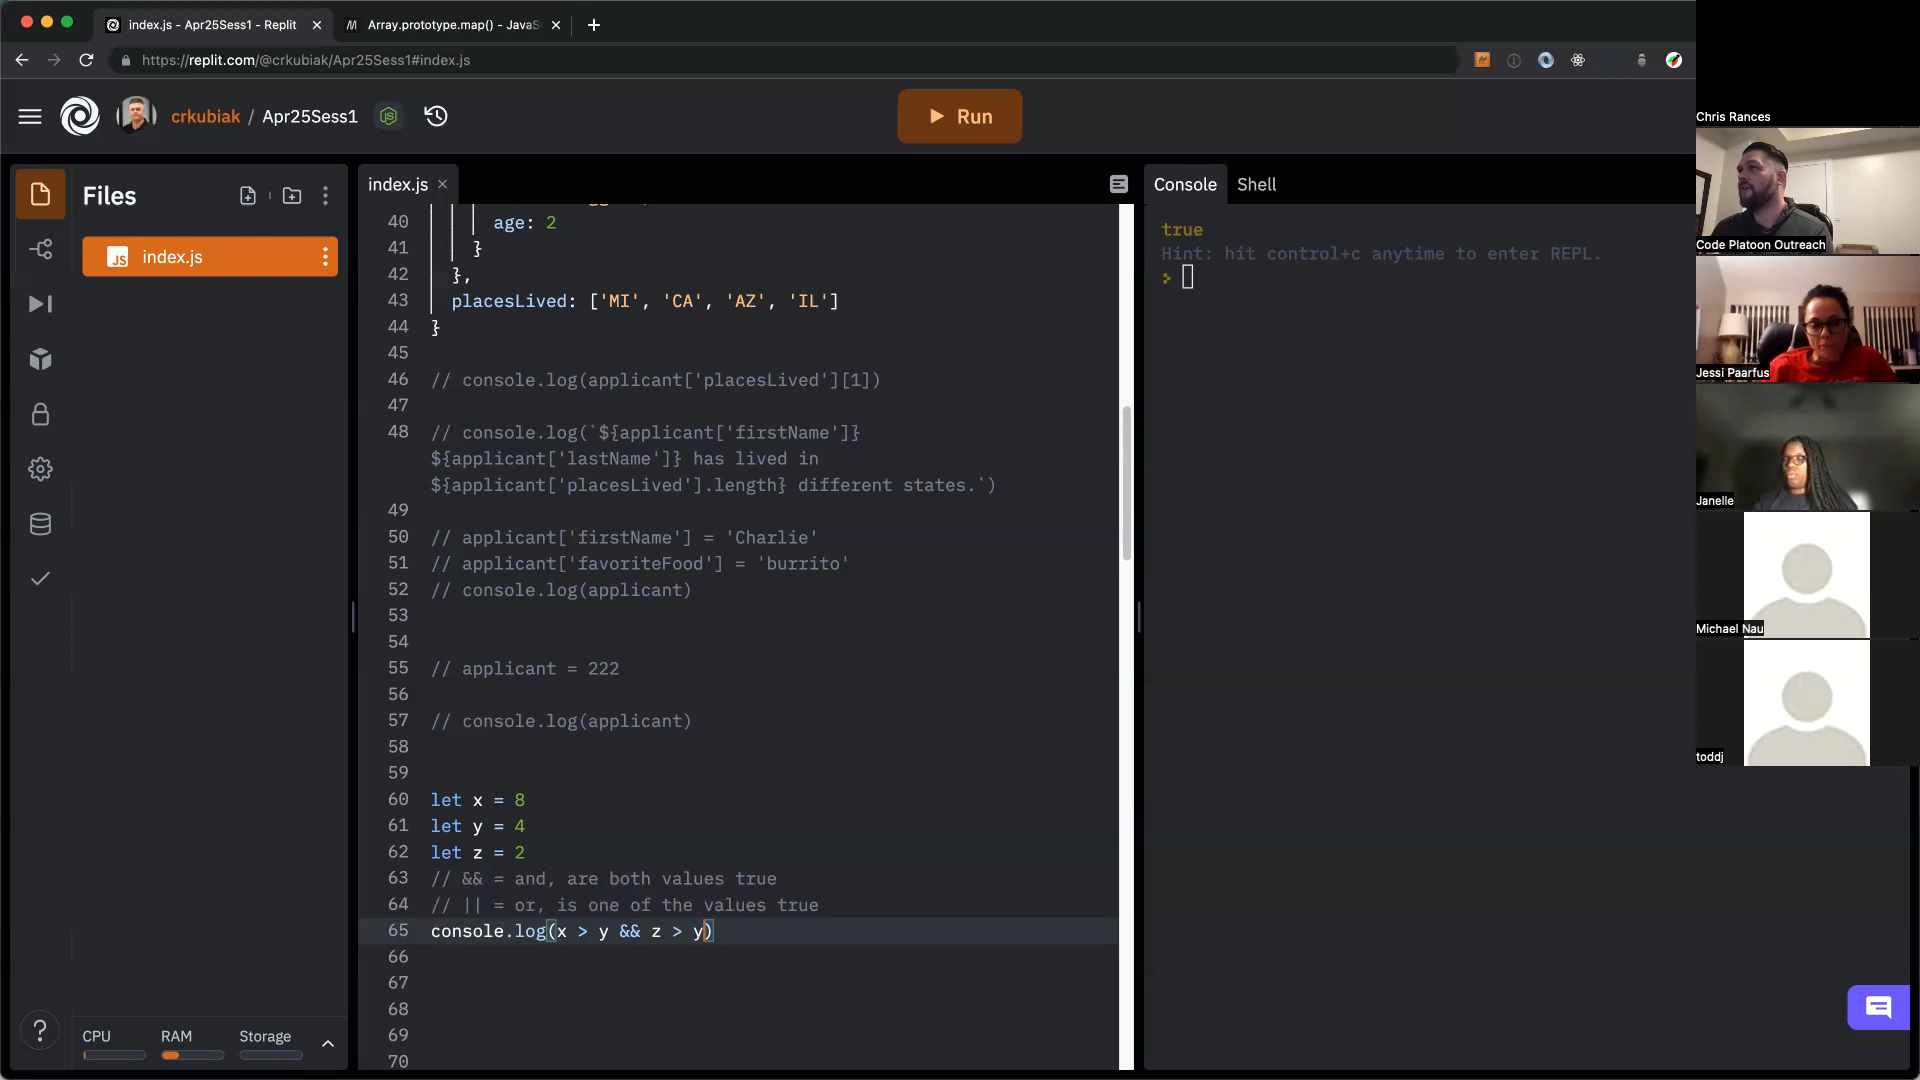 index.js - Apr25Sess1 - Replit
Array.prototype.map() - JavaS
https://replit.com/@crkubiak/Apr25Sess1#index.js
crkubiak / Apr25Sess1
JS
Run
Chris Rances
Files
index.js
Console
Shell
JS index.js
40 age: 2
41 }
42 },
43 placesLived: ['MI', 'CA', 'AZ', 'IL']
44 }
45
46 // console.log(applicant['placesLived'][1])
47
48 // console.log(`${applicant['firstName']}
${applicant['lastName']} has lived in
${applicant['placesLived'].length} different states.`)
49
50 // applicant['firstName'] = 'Charlie'
51 // applicant['favoriteFood'] = 'burrito'
52 // console.log(applicant)
53
54
55 // applicant = 222
56
57 // console.log(applicant)
58
59
60 let x = 8
61 let y = 4
62 let z = 2
63 // && = and, are both values true
64 // || = or, is one of the values true
65 console.log(x > y && z > y)
66
67
68
69
70
true
Hint: hit control+c anytime to enter REPL.
Code Platoon Outreach
Jessi Paarfus
Janelle
Michael Nau
toddj
?
CPU
RAM
Storage